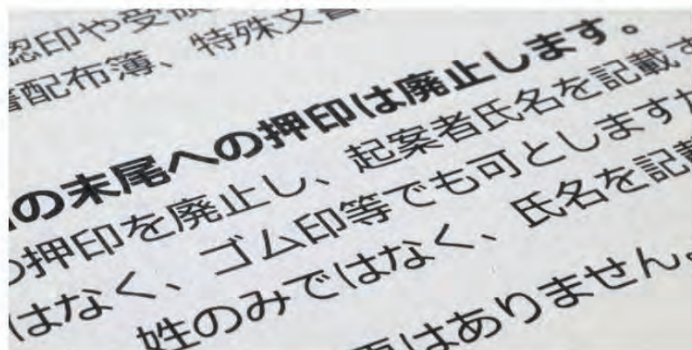 認印や受領
書配布簿、特殊文書
の末尾への押印は廃止します。
の押印を廃止し、起案者氏名を記載す
はなく、ゴム印等でも可とします
姓のみではなく、氏名を記載
はありません。